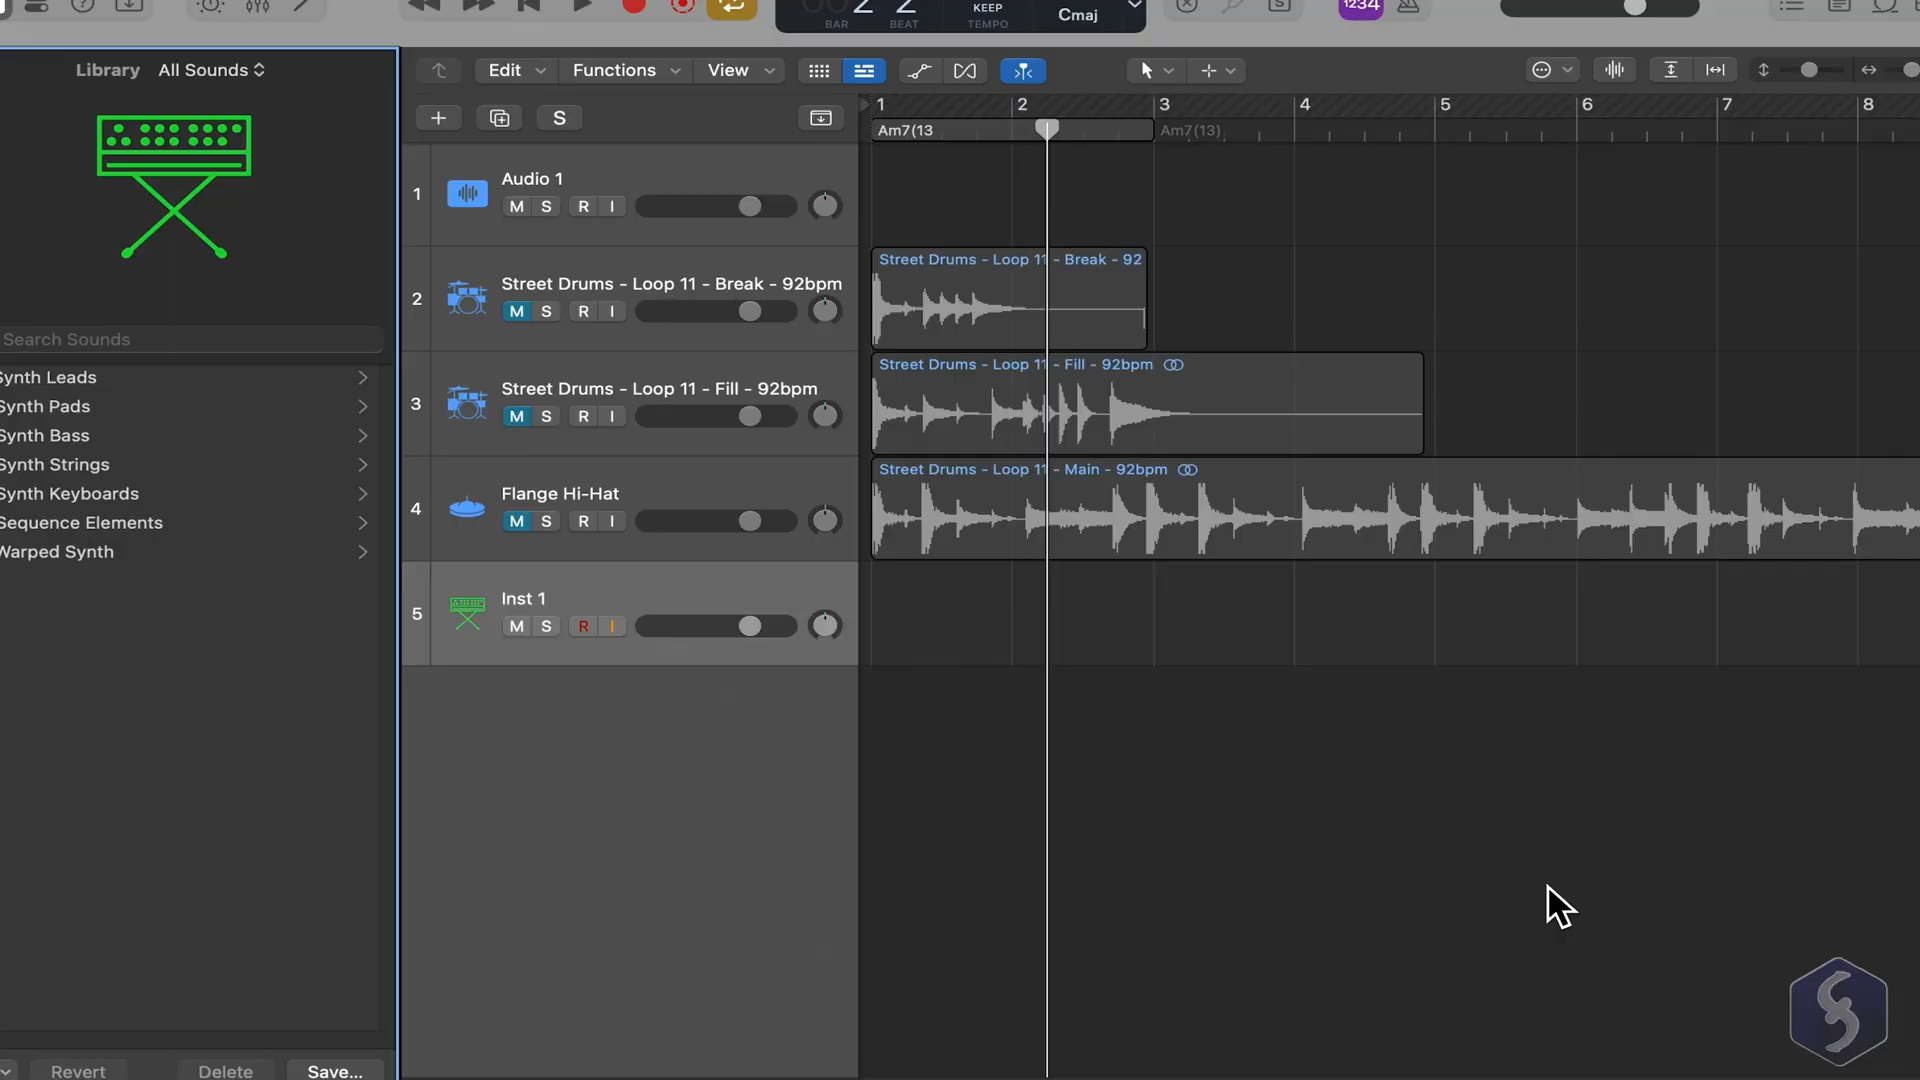 1234
BAR
2
BEAT
2
KEEP
TEMPO
Cmaj
Library
All Sounds
Edit
Functions
View
S
1
2
3
4
5
6
7
8
Am7(13
Am7(13)
1
Audio 1
M S R I
2
Street Drums - Loop 11 - Break - 92bpm
M S R I
Street Drums - Loop 11 - Break - 92
3
Street Drums - Loop 11 - Fill - 92bpm
M S R I
Street Drums - Loop 11 - Fill - 92bpm
4
Flange Hi-Hat
M S R I
Street Drums - Loop 11 - Main - 92bpm
5
Inst 1
M S R I
Search Sounds
Synth Leads
Synth Pads
Synth Bass
Synth Strings
Synth Keyboards
Sequence Elements
Warped Synth
Revert
Delete
Save...